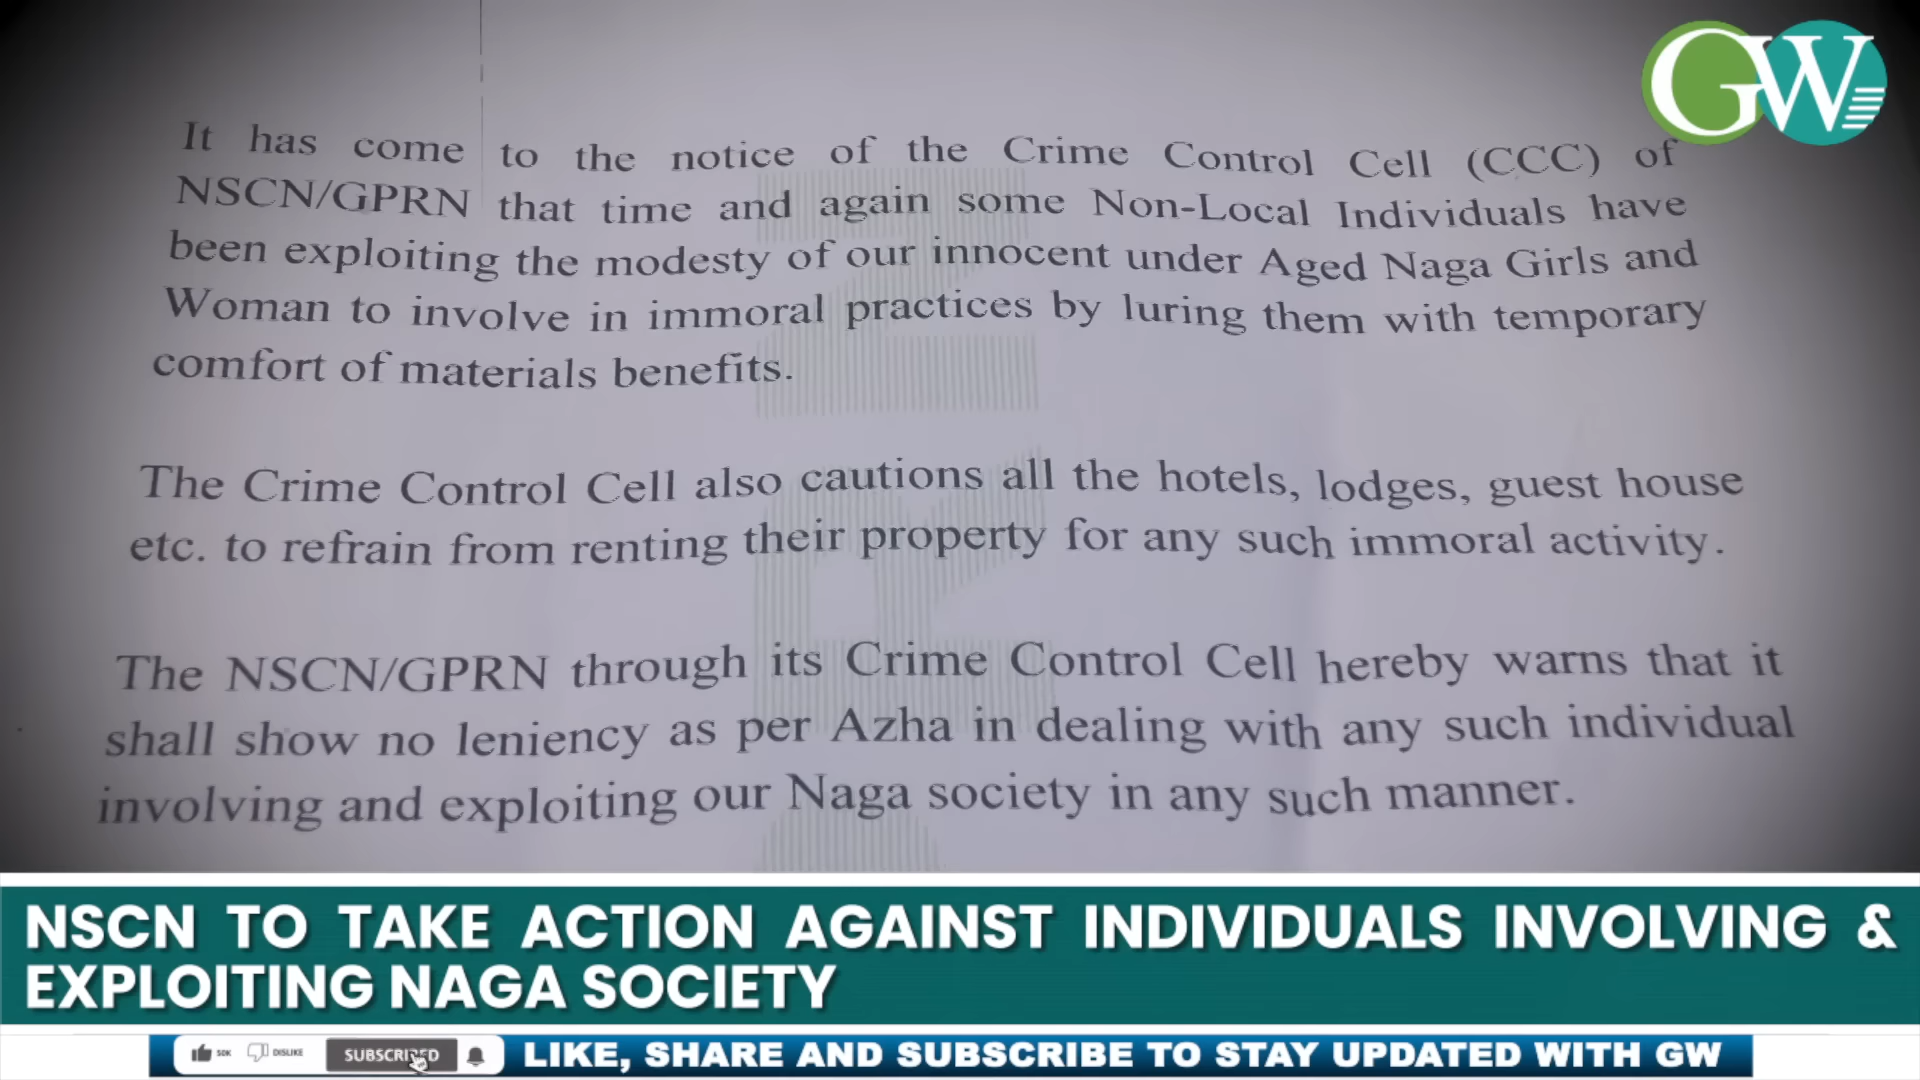 GW
It has come to the notice of the Crime Control Cell (CCC) of
NSCN/GPRN that time and again some Non-Local Individuals have
been exploiting the modesty of our innocent under Aged Naga Girls and
Woman to involve in immoral practices by luring them with temporary
comfort of materials benefits.
The Crime Control Cell also cautions all the hotels, lodges, guest house
etc. to refrain from renting their property for any such immoral activity.
The NSCN/GPRN through its Crime Control Cell hereby warns that it
shall show no leniency as per Azha in dealing with any such individual
involving and exploiting our Naga society in any such manner.
NSCN TO TAKE ACTION AGAINST INDIVIDUALS INVOLVING &
EXPLOITING NAGA SOCIETY
50K DISLIKE SUBSCRIBED LIKE, SHARE AND SUBSCRIBE TO STAY UPDATED WITH GW